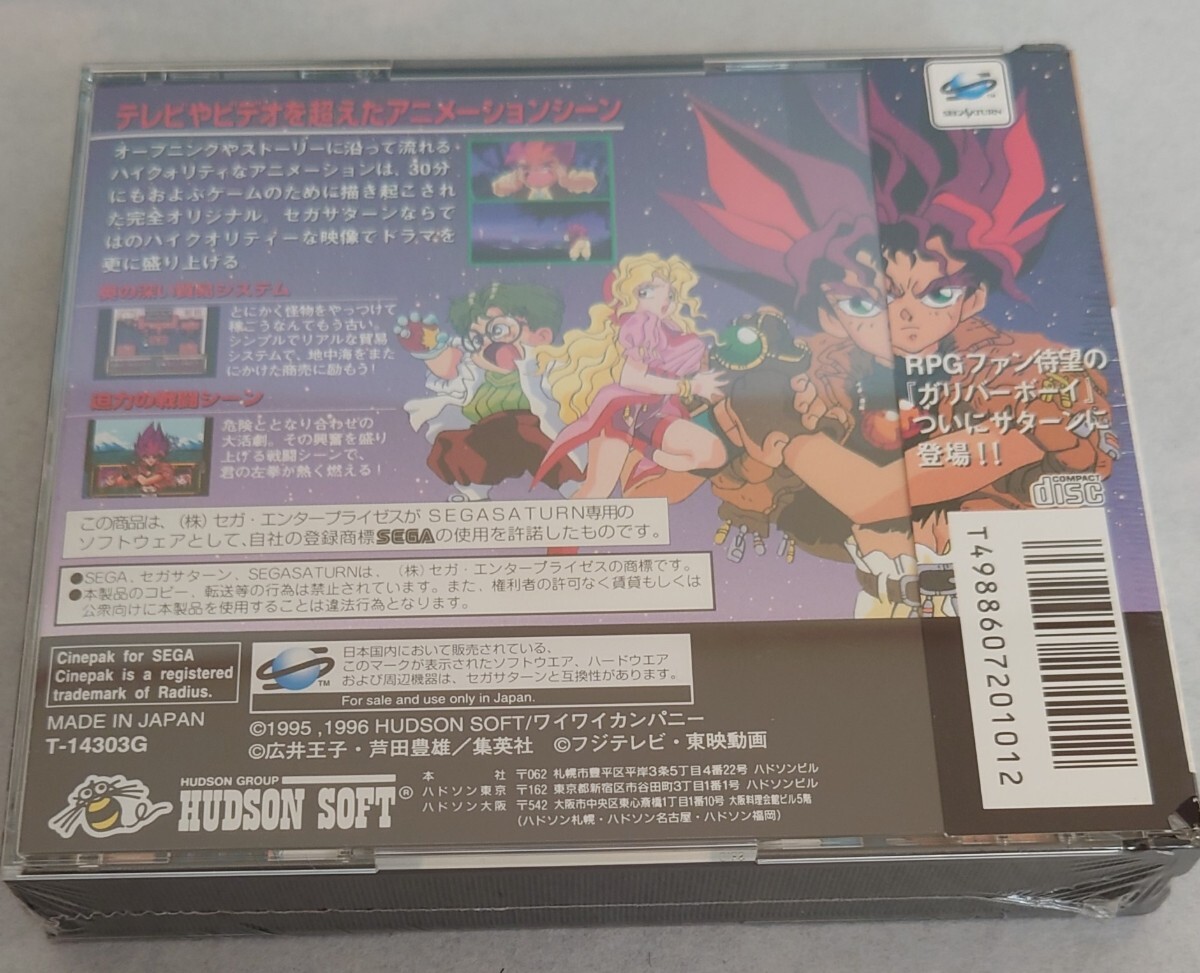 テレビやビデオを超えたアニメーションシーン
オープニングやストーリーに沿って流れる
ハイクォリティなアニメーションは、30分
にもおよぶゲームのために描き起こされ
た完全オリジナル。セガサターンならで
はのハイクオリティーな映像でドラマを
更に盛り上げる
奥の深い戦闘システム
とにかく怪物をやっつけて
稼ごうなんてもう古い。
シンプルでリアルな貿易
システムで、地中海をまた
にかけた商売に励もう!
迫力の戦闘シーン
危険ととなり合わせの
大活劇。その興奮を盛り
上げる戦闘シーンで、
君の左拳が熱く燃える!
SEGA SATURN
RPGファン待望の
『ガリバーボーイ』
ついにサターンに
登場!!
COMPACT
disc
この商品は、(株)セガ・エンタープライゼスがSEGASATURN専用の
ソフトウェアとして、自社の登録商標SEGAの使用を許諾したものです。
●SEGA、セガサターン、SEGASATURNは、(株)セガ・エンタープライゼスの商標です。
●本製品のコピー、転送等の行為は禁止されています。また、権利者の許可なく賃貸もしくは
公衆向けに本製品を使用することは違法行為となります。
Cinepak for SEGA
Cinepak is a registered
trademark of Radius.
MADE IN JAPAN
T-14303G
TM
日本国内において販売されている、
このマークが表示されたソフトウエア、ハードウエア
および周辺機器は、セガサターンと互換性があります。
For sale and use only in Japan.
©1995 ,1996 HUDSON SOFT/ワイワイカンパニー
©広井王子・芦田豊雄／集英社 ©フジテレビ・東映動画
HUDSON GROUP
HUDSON SOFT®
本社 〒062 札幌市豊平区平岸3条5丁目4番22号 ハドソンビル
ハドソン東京 〒162 東京都新宿区市谷田町3丁目1番1号 ハドソンビル
ハドソン大阪 〒542 大阪市中央区東心斎橋1丁目1番10号 大阪料理会館ビル5階
(ハドソン札幌・ハドソン名古屋・ハドソン福岡)
T4988607201012